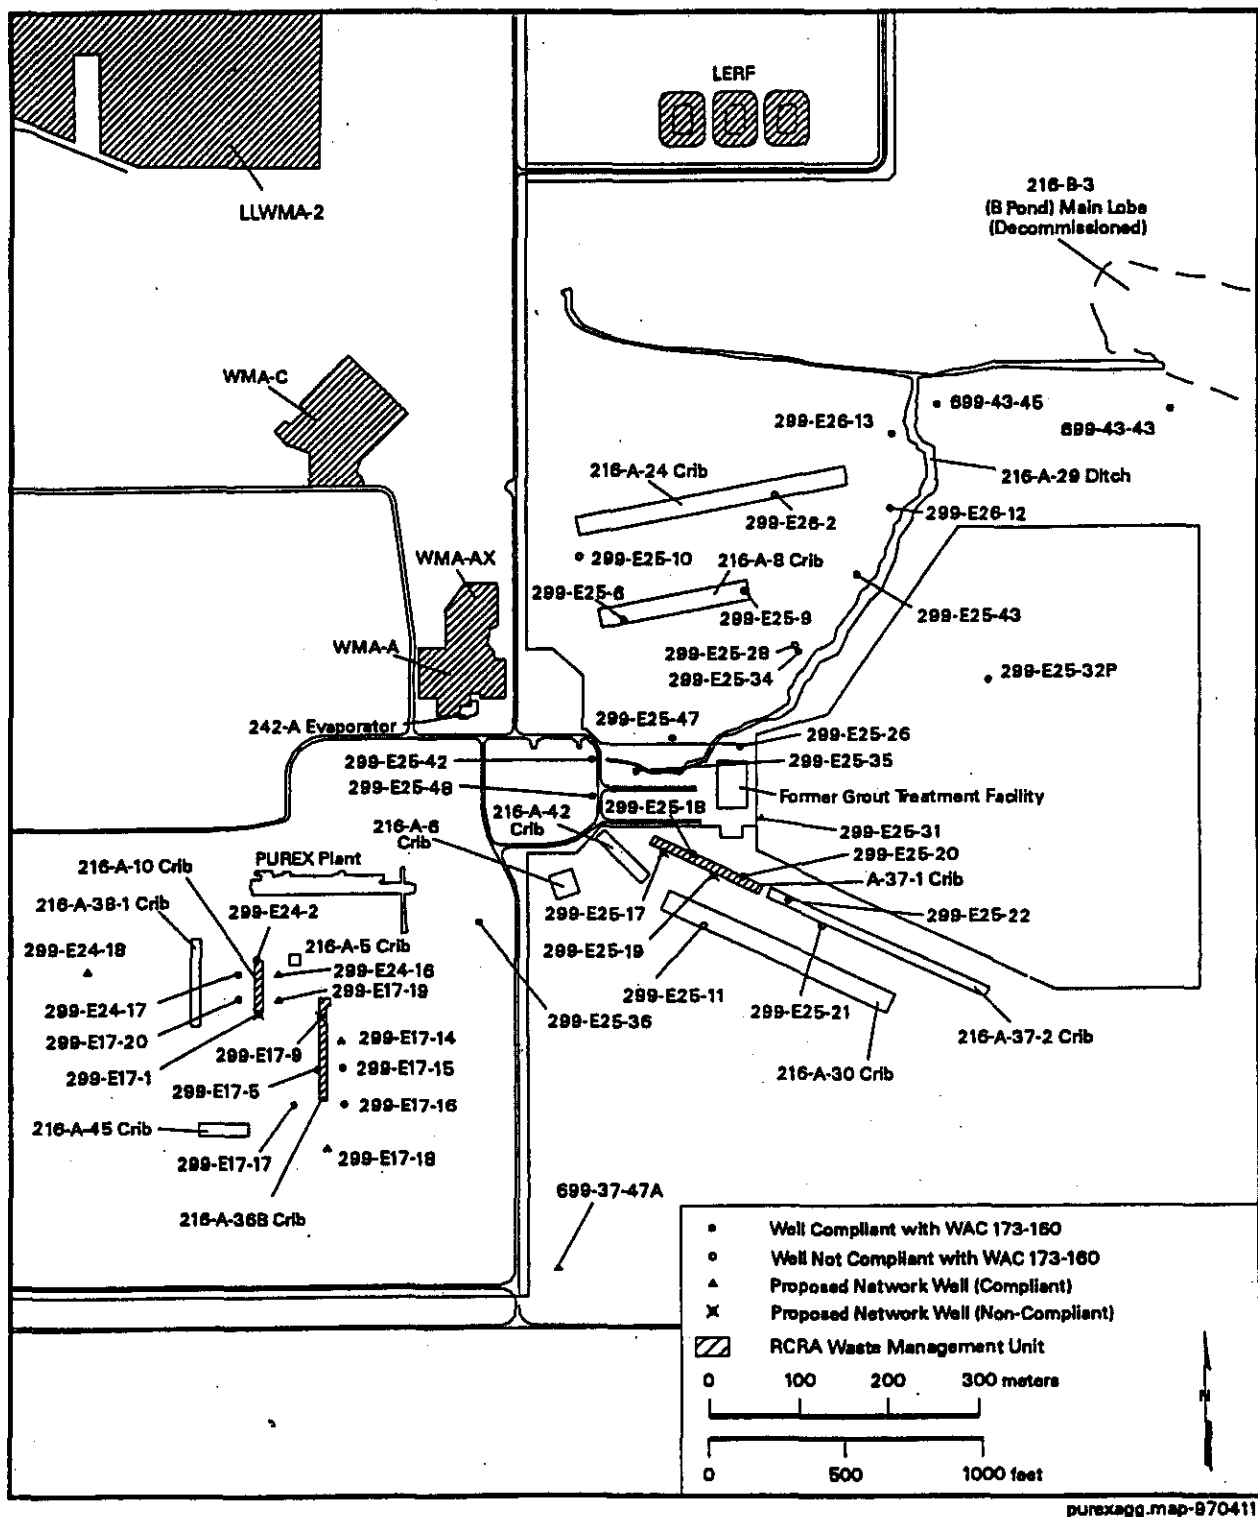 LERF
LLWMA-2
216-B-3
(B Pond) Main Lobe
(Decommissioned)
WMA-C
699-43-45
299-E26-13
699-43-43
216-A-24 Crib
216-A-29 Ditch
299-E26-12
299-E26-2
WMA-AX
299-E25-10
216-A-8 Crib
299-E25-6
299-E25-9
299-E25-43
WMA-A
299-E25-28
299-E25-34
299-E25-32P
242-A Evaporator
299-E25-47
299-E25-26
299-E25-42
299-E25-35
299-E25-48
Former Grout Treatment Facility
299-E25-18
216-A-42
Crib
216-A-6
Crib
299-E25-31
299-E25-20
A-37-1 Crib
PUREX Plant
216-A-10 Crib
216-A-38-1 Crib
299-E24-2
299-E25-17
299-E25-22
299-E24-18
216-A-5 Crib
299-E25-19
299-E24-16
299-E17-19
299-E25-11
299-E24-17
299-E25-21
299-E25-36
299-E17-20
299-E17-14
216-A-37-2 Crib
299-E17-9
299-E17-15
299-E17-1
216-A-30 Crib
299-E17-5
299-E17-16
216-A-45 Crib
299-E17-17
299-E17-18
699-37-47A
216-A-36B Crib
Well Compliant with WAC 173-160
Well Not Compliant with WAC 173-160
Proposed Network Well (Compliant)
Proposed Network Well (Non-Compliant)
RCRA Waste Management Unit
0 100 200 300 meters
N
0 500 1000 feet
purexagg.map-970411